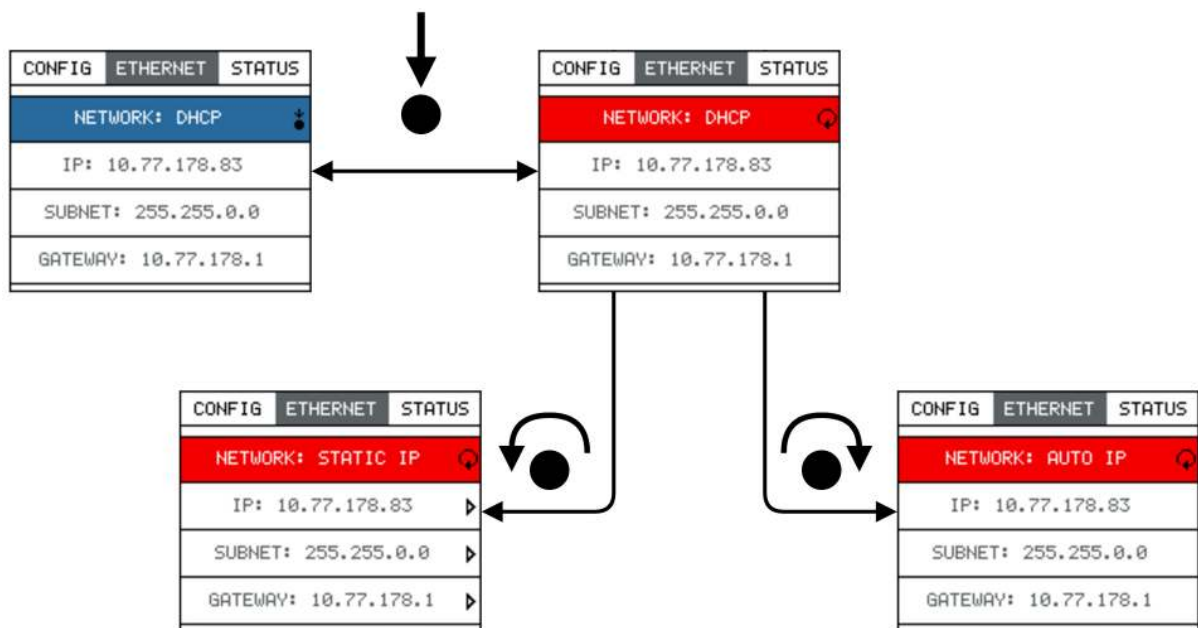 CONFIG ETHERNET STATUS
NETWORK: DHCP
IP: 10.77.178.83
SUBNET: 255.255.0.0
GATEWAY: 10.77.178.1
CONFIG ETHERNET STATUS
NETWORK: DHCP
IP: 10.77.178.83
SUBNET: 255.255.0.0
GATEWAY: 10.77.178.1
CONFIG ETHERNET STATUS
NETWORK: STATIC IP
IP: 10.77.178.83
SUBNET: 255.255.0.0
GATEWAY: 10.77.178.1
CONFIG ETHERNET STATUS
NETWORK: AUTO IP
IP: 10.77.178.83
SUBNET: 255.255.0.0
GATEWAY: 10.77.178.1